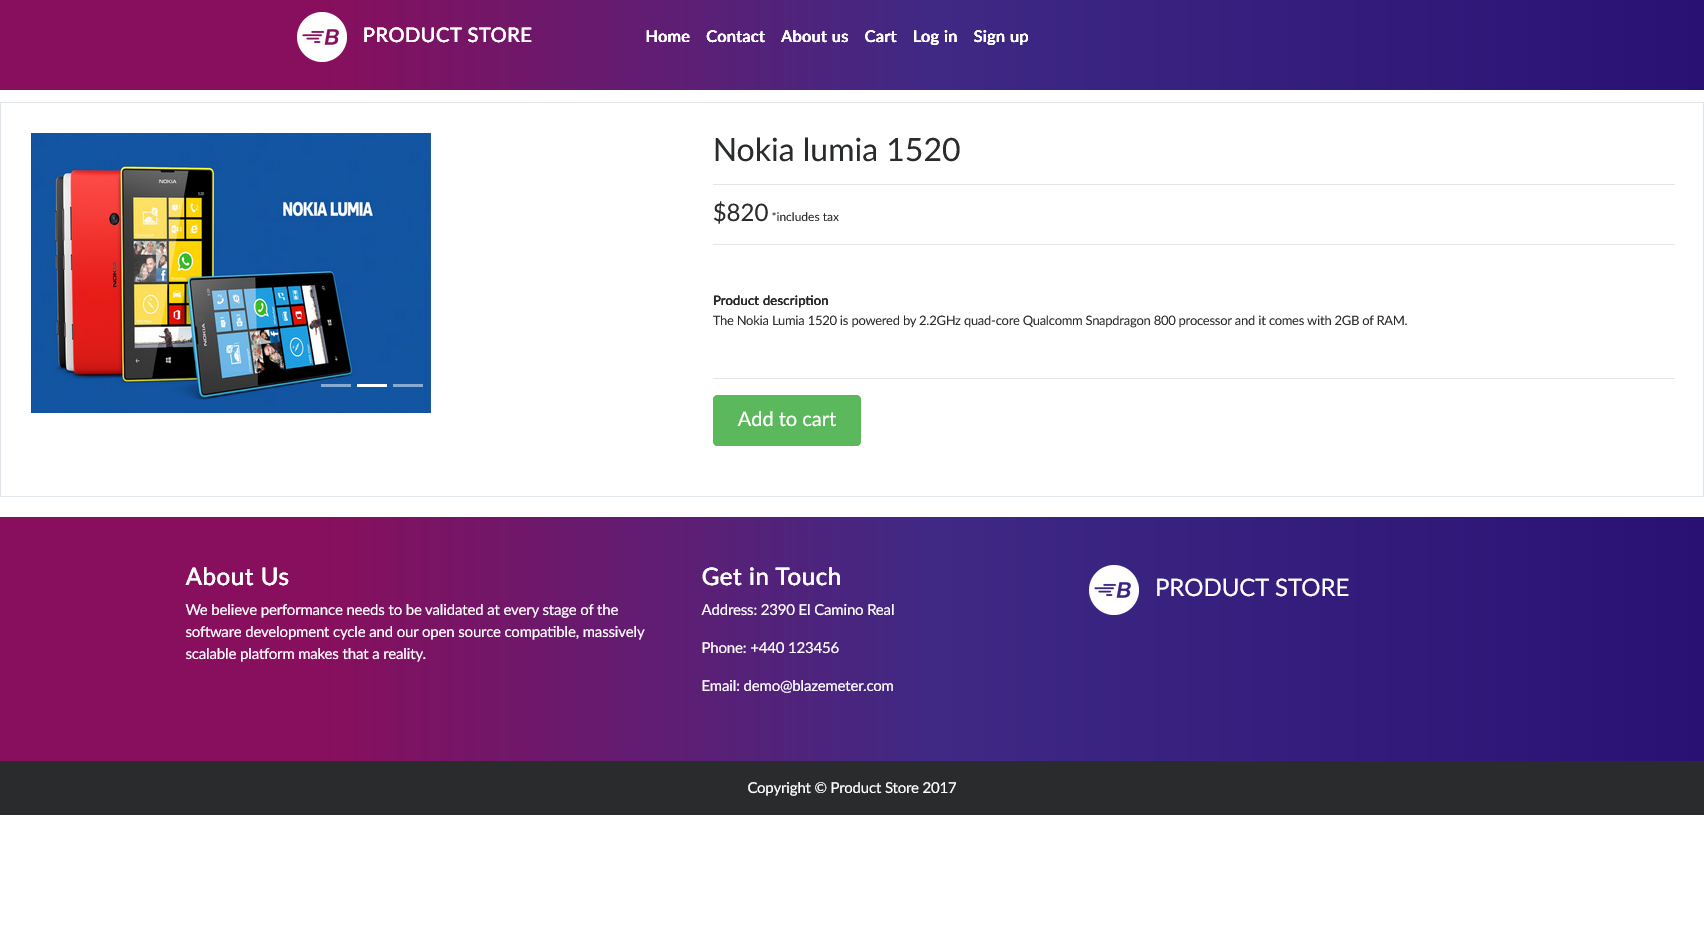 PRODUCT STORE
Home Contact About us Cart Log in Sign up
NOKIA
NOKIA LUMIA
NOKIA
NOKIA
Nokia lumia 1520
$820 *includes tax
Product description
The Nokia Lumia 1520 is powered by 2.2GHz quad-core Qualcomm Snapdragon 800 processor and it comes with 2GB of RAM.
Add to cart
About Us
We believe performance needs to be validated at every stage of the
software development cycle and our open source compatible, massively
scalable platform makes that a reality.
Get in Touch
Address: 2390 El Camino Real
Phone: +440 123456
Email: demo@blazemeter.com
B PRODUCT STORE
Copyright © Product Store 2017